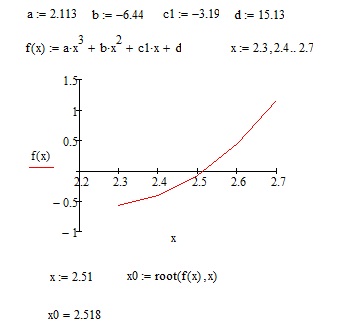 a := 2.113 b := −6.44 c1 := −3.19 d := 15.13
f(x) := a·x³ + b·x² + c1·x + d x := 2.3, 2.4.. 2.7
1.5
1
0.5
f(x)
2.2 2.3 2.4 2.5 2.6 2.7
− 0.5
− 1
x
x := 2.51 x0 := root(f(x) , x)
x0 = 2.518